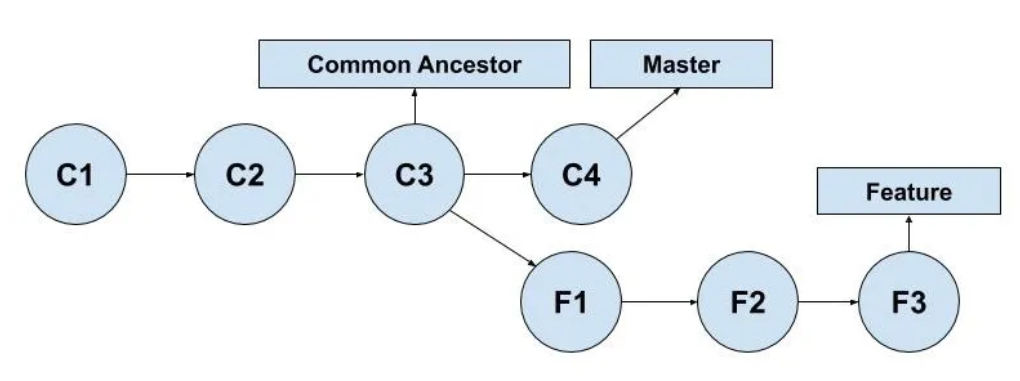 Common Ancestor
Master
C1
C2
C3
C4
Feature
F1
F2
F3